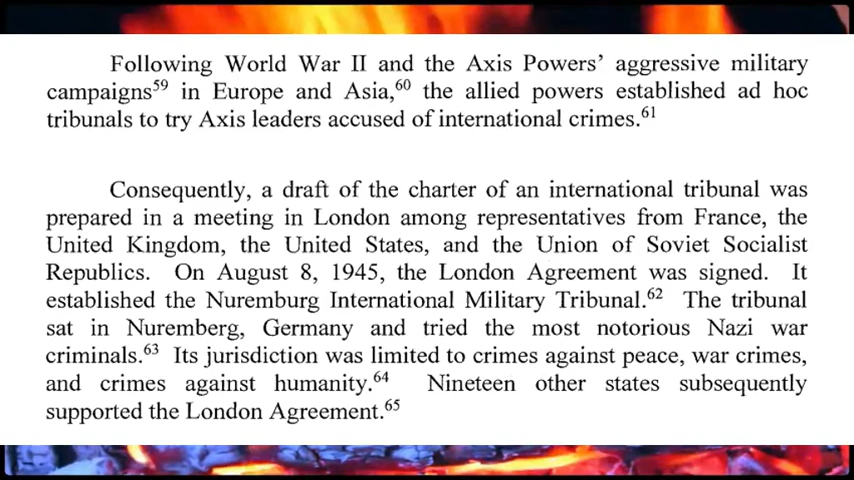 Following World War II and the Axis Powers’ aggressive military
campaigns59 in Europe and Asia,60 the allied powers established ad hoc
tribunals to try Axis leaders accused of international crimes.61
Consequently, a draft of the charter of an international tribunal was
prepared in a meeting in London among representatives from France, the
United Kingdom, the United States, and the Union of Soviet Socialist
Republics. On August 8, 1945, the London Agreement was signed. It
established the Nuremburg International Military Tribunal.62 The tribunal
sat in Nuremberg, Germany and tried the most notorious Nazi war
criminals.63 Its jurisdiction was limited to crimes against peace, war crimes,
and crimes against humanity.64 Nineteen other states subsequently
supported the London Agreement.65